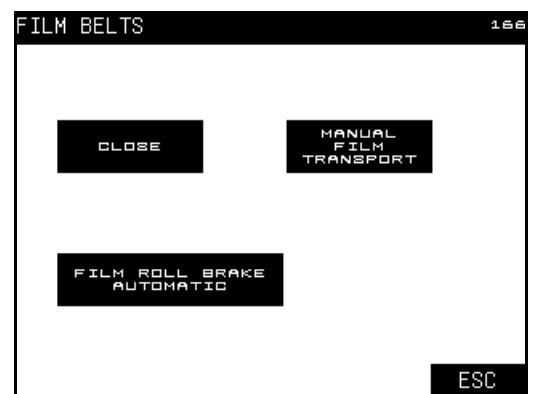 FILM BELTS
166
CLOSE
MANUAL
FILM
TRANSPORT
FILM ROLL BRAKE
AUTOMATIC
ESC